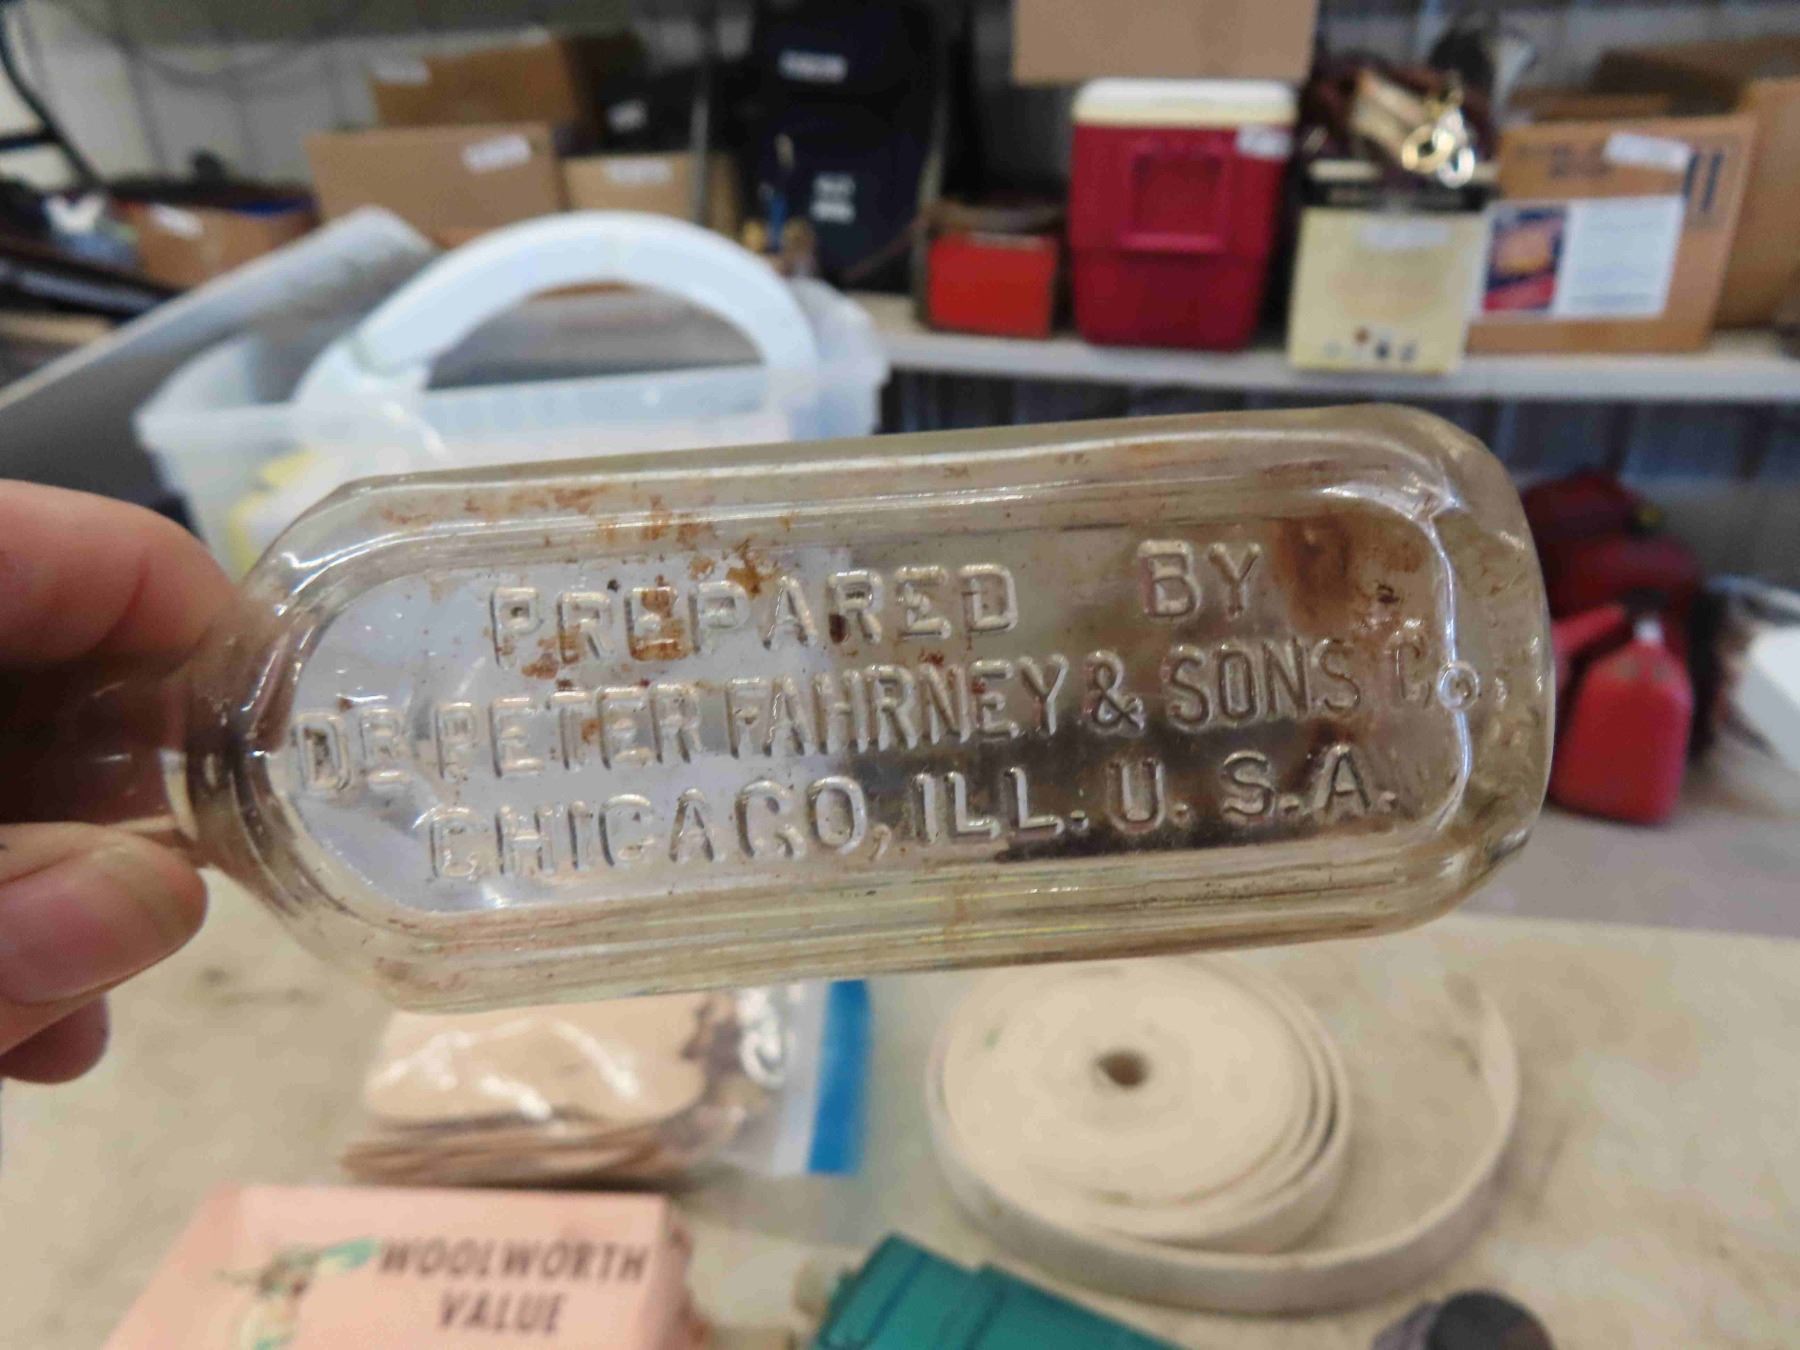 PREPARED BY
DR PETER FAHRNEY & SONS Co
CHICAGO, ILL. U. S. A.
WOOLWORTH
VALUE